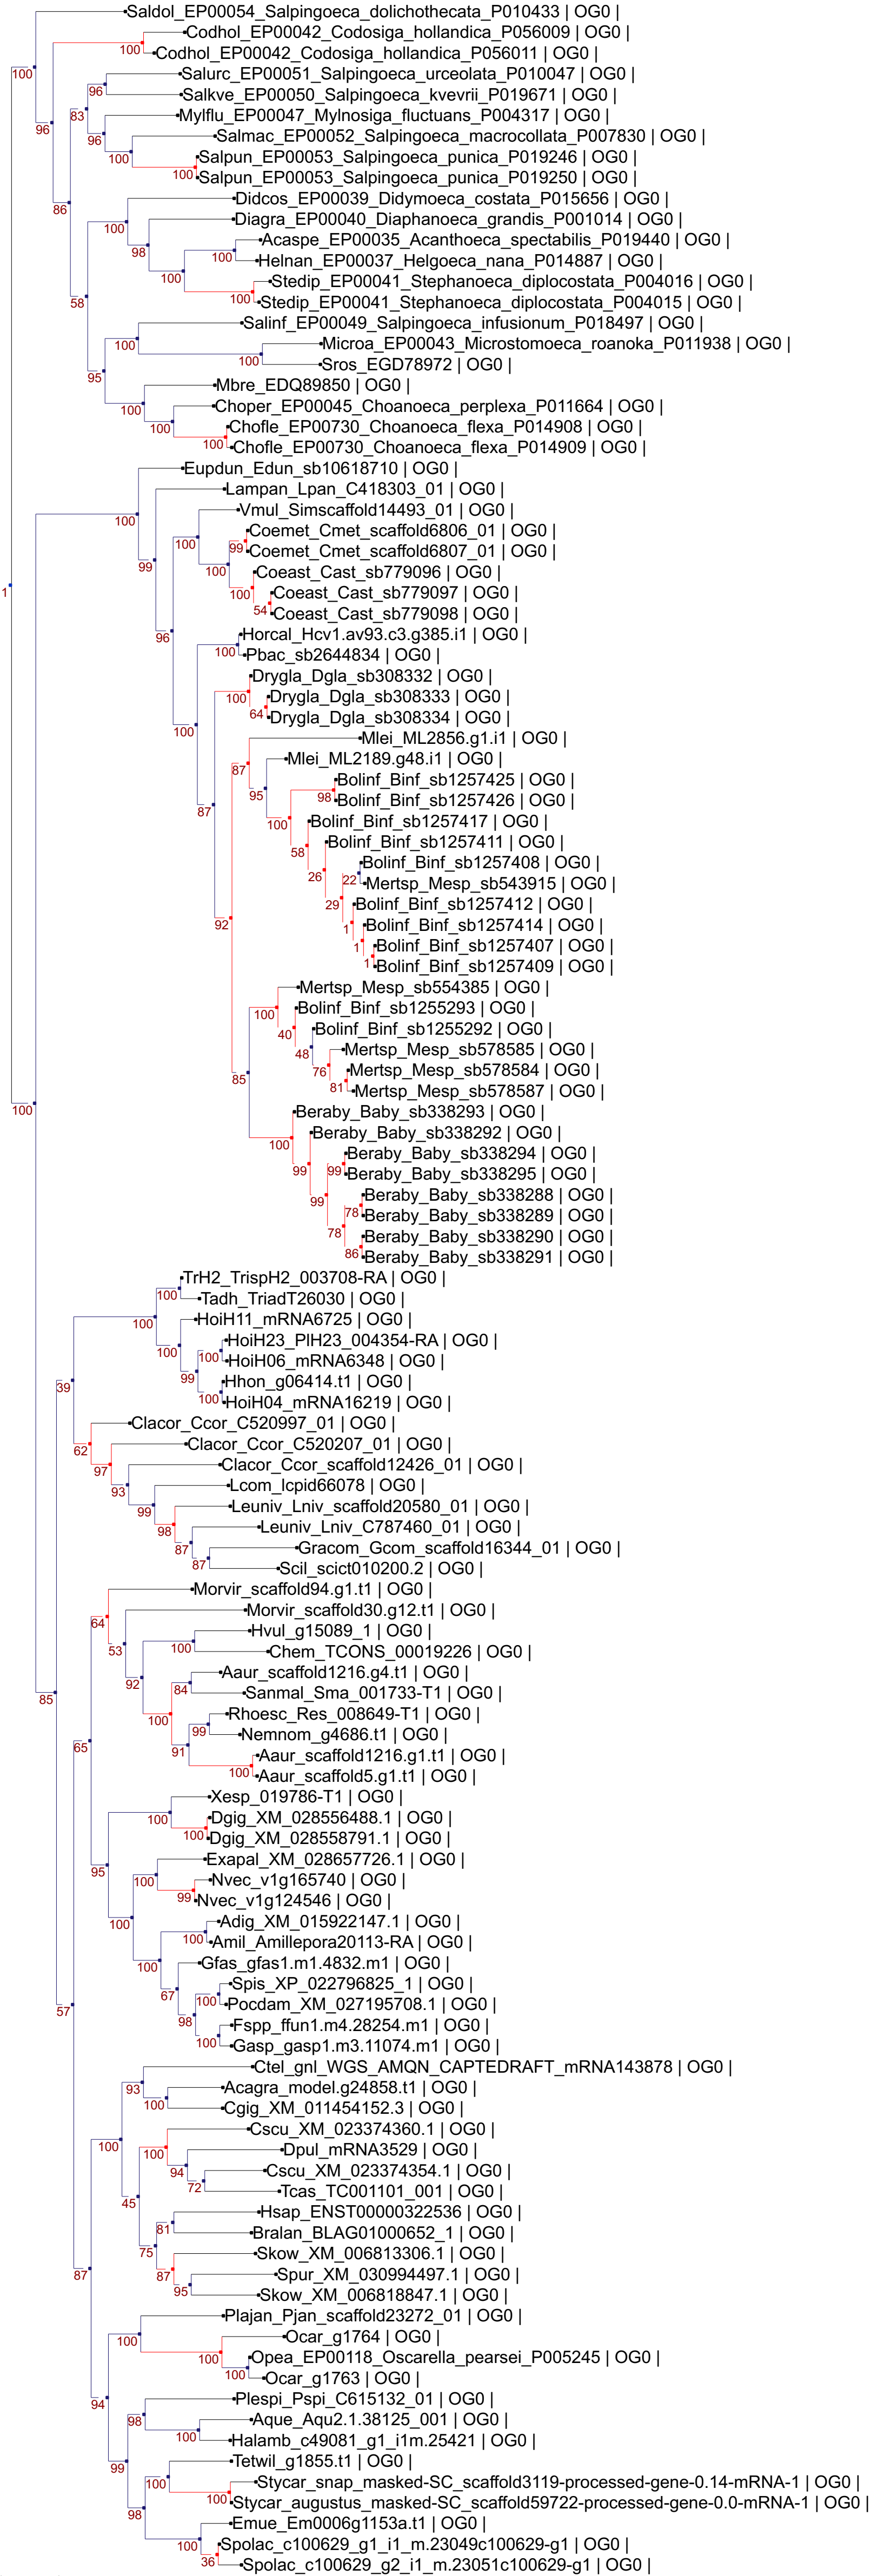 Saldol_EP00054_Salpingoeca_dolichothecata_P010433 | OG0 |
Codhol_EP00042_Codosiga_hollandica_P056009 | OG0 |
100
Codhol_EP00042_Codosiga_hollandica_P056011 | OG0 |
100
Salurc_EP00051_Salpingoeca_urceolata_P010047 | OG0 |
96
Salkve_EP00050_Salpingoeca_kvevrii_P019671 | OG0 |
83
Mylflu_EP00047_Mylnosiga_fluctuans_P004317 | OG0 |
96
96
Salmac_EP00052_Salpingoeca_macrocollata_P007830 | OG0 |
100
Salpun_EP00053_Salpingoeca_punica_P019246 | OG0 |
100
Salpun_EP00053_Salpingoeca_punica_P019250 | OG0 |
86
Didcos_EP00039_Didymoeca_costata_P015656 | OG0 |
100
Diagra_EP00040_Diaphanoeca_grandis_P001014 | OG0 |
98
Acaspe_EP00035_Acanthoeca_spectabilis_P019440 | OG0 |
100
Helnan_EP00037_Helgoeca_nana_P014887 | OG0 |
100
Stedip_EP00041_Stephanoeca_diplocostata_P004016 | OG0 |
100
Stedip_EP00041_Stephanoeca_diplocostata_P004015 | OG0 |
58
Salinf_EP00049_Salpingoeca_infusionum_P018497 | OG0 |
100
Microa_EP00043_Microstomoeca_roanoka_P011938 | OG0 |
100
Sros_EGD78972 | OG0 |
95
Mbre_EDQ89850 | OG0 |
100
Choper_EP00045_Choanoeca_perplexa_P011664 | OG0 |
100
Chofle_EP00730_Choanoeca_flexa_P014908 | OG0 |
100
Chofle_EP00730_Choanoeca_flexa_P014909 | OG0 |
Eupdun_Edun_sb10618710 | OG0 |
Lampan_Lpan_C418303_01 | OG0 |
100
Vmul_Simscaffold14493_01 | OG0 |
Coemet_Cmet_scaffold6806_01 | OG0 |
100
99
Coemet_Cmet_scaffold6807_01 | OG0 |
99
100
Coeast_Cast_sb779096 | OG0 |
100
Coeast_Cast_sb779097 | OG0 |
1
54
Coeast_Cast_sb779098 | OG0 |
96
Horcal_Hcv1.av93.c3.g385.i1 | OG0 |
100
Pbac_sb2644834 | OG0 |
Drygla_Dgla_sb308332 | OG0 |
100
Drygla_Dgla_sb308333 | OG0 |
64
Drygla_Dgla_sb308334 | OG0 |
100
Mlei_ML2856.g1.i1 | OG0 |
87
Mlei_ML2189.g48.i1 | OG0 |
95
Bolinf_Binf_sb1257425 | OG0 |
98
Bolinf_Binf_sb1257426 | OG0 |
87
Bolinf_Binf_sb1257417 | OG0 |
100
Bolinf_Binf_sb1257411 | OG0 |
58
Bolinf_Binf_sb1257408 | OG0 |
26
22
Mertsp_Mesp_sb543915 | OG0 |
29
Bolinf_Binf_sb1257412 | OG0 |
92
1
Bolinf_Binf_sb1257414 | OG0 |
1
Bolinf_Binf_sb1257407 | OG0 |
1
Bolinf_Binf_sb1257409 | OG0 |
Mertsp_Mesp_sb554385 | OG0 |
100
Bolinf_Binf_sb1255293 | OG0 |
40
Bolinf_Binf_sb1255292 | OG0 |
48
Mertsp_Mesp_sb578585 | OG0 |
76
Mertsp_Mesp_sb578584 | OG0 |
85
81
Mertsp_Mesp_sb578587 | OG0 |
100
Beraby_Baby_sb338293 | OG0 |
100
Beraby_Baby_sb338292 | OG0 |
Beraby_Baby_sb338294 | OG0 |
99
99
Beraby_Baby_sb338295 | OG0 |
99
Beraby_Baby_sb338288 | OG0 |
78
Beraby_Baby_sb338289 | OG0 |
78
Beraby_Baby_sb338290 | OG0 |
86
Beraby_Baby_sb338291 | OG0 |
TrH2_TrispH2_003708-RA | OG0 |
100
Tadh_TriadT26030 | OG0 |
100
HoiH11_mRNA6725 | OG0 |
100
HoiH23_PlH23_004354-RA | OG0 |
100
HoiH06_mRNA6348 | OG0 |
99
Hhon_g06414.t1 | OG0 |
39
100
HoiH04_mRNA16219 | OG0 |
Clacor_Ccor_C520997_01 | OG0 |
62
Clacor_Ccor_C520207_01 | OG0 |
97
Clacor_Ccor_scaffold12426_01 | OG0 |
93
Lcom_lcpid66078 | OG0 |
99
Leuniv_Lniv_scaffold20580_01 | OG0 |
98
Leuniv_Lniv_C787460_01 | OG0 |
87
Gracom_Gcom_scaffold16344_01 | OG0 |
87
Scil_scict010200.2 | OG0 |
Morvir_scaffold94.g1.t1 | OG0 |
64
Morvir_scaffold30.g12.t1 | OG0 |
Hvul_g15089_1 | OG0 |
53
100
Chem_TCONS_00019226 | OG0 |
92
Aaur_scaffold1216.g4.t1 | OG0 |
84
Sanmal_Sma_001733-T1 | OG0 |
85
100
Rhoesc_Res_008649-T1 | OG0 |
99
Nemnom_g4686.t1 | OG0 |
65
91
Aaur_scaffold1216.g1.t1 | OG0 |
100
Aaur_scaffold5.g1.t1 | OG0 |
Xesp_019786-T1 | OG0 |
100
Dgig_XM_028556488.1 | OG0 |
100
Dgig_XM_028558791.1 | OG0 |
Exapal_XM_028657726.1 | OG0 |
95
100
Nvec_v1g165740 | OG0 |
99
Nvec_v1g124546 | OG0 |
100
Adig_XM_015922147.1 | OG0 |
100
Amil_Amillepora20113-RA | OG0 |
100
Gfas_gfas1.m1.4832.m1 | OG0 |
67
Spis_XP_022796825_1 | OG0 |
100
Pocdam_XM_027195708.1 | OG0 |
57
98
Fspp_ffun1.m4.28254.m1 | OG0 |
100
Gasp_gasp1.m3.11074.m1 | OG0 |
Ctel_gnl_WGS_AMQN_CAPTEDRAFT_mRNA143878 | OG0 |
93
Acagra_model.g24858.t1 | OG0 |
100
Cgig_XM_011454152.3 | OG0 |
Cscu_XM_023374360.1 | OG0 |
100
100
Dpul_mRNA3529 | OG0 |
94
Cscu_XM_023374354.1 | OG0 |
72
Tcas_TC001101_001 | OG0 |
45
Hsap_ENST00000322536 | OG0 |
81
Bralan_BLAG01000652_1 | OG0 |
75
Skow_XM_006813306.1 | OG0 |
87
87
Spur_XM_030994497.1 | OG0 |
95
Skow_XM_006818847.1 | OG0 |
Plajan_Pjan_scaffold23272_01 | OG0 |
100
Ocar_g1764 | OG0 |
100
Opea_EP00118_Oscarella_pearsei_P005245 | OG0 |
100
Ocar_g1763 | OG0 |
94
Plespi_Pspi_C615132_01 | OG0 |
98
Aque_Aqu2.1.38125_001 | OG0 |
100
Halamb_c49081_g1_i1m.25421 | OG0 |
99
Tetwil_g1855.t1 | OG0 |
100
Stycar_snap_masked-SC_scaffold3119-processed-gene-0.14-mRNA-1 | OG0 |
100
Stycar_augustus_masked-SC_scaffold59722-processed-gene-0.0-mRNA-1 | OG0 |
98
Emue_Em0006g1153a.t1 | OG0 |
100
Spolac_c100629_g1_i1_m.23049c100629-g1 | OG0 |
36
Spolac_c100629_g2_i1_m.23051c100629-g1 | OG0 |